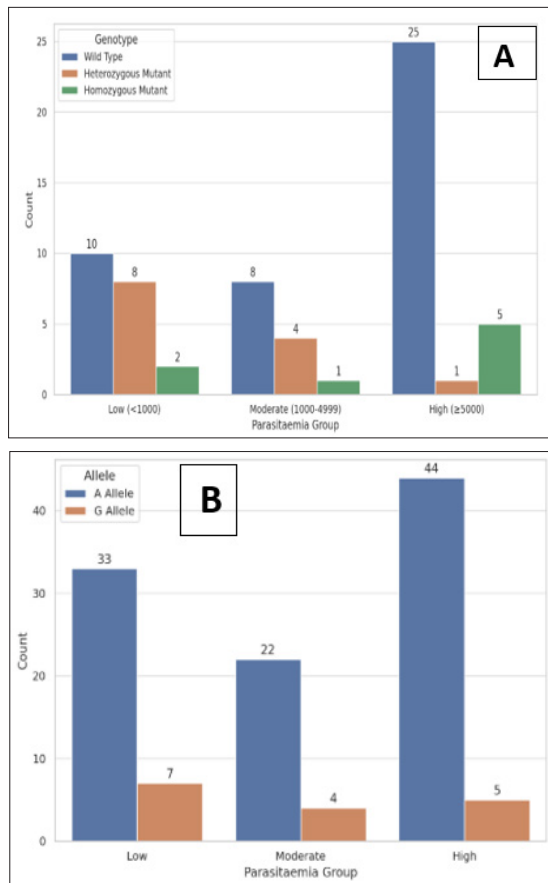 A
Genotype
Wild Type
Heterozygous Mutant
Homozygous Mutant
25
20
15
10
5
0
Count
10
8
2
8
4
1
25
1
5
Low (<1000)
Moderate (1000-4999)
High (≥5000)
Parasitaemia Group
B
Allele
A Allele
G Allele
40
30
20
10
0
Count
33
7
22
4
44
5
Low
Moderate
High
Parasitaemia Group